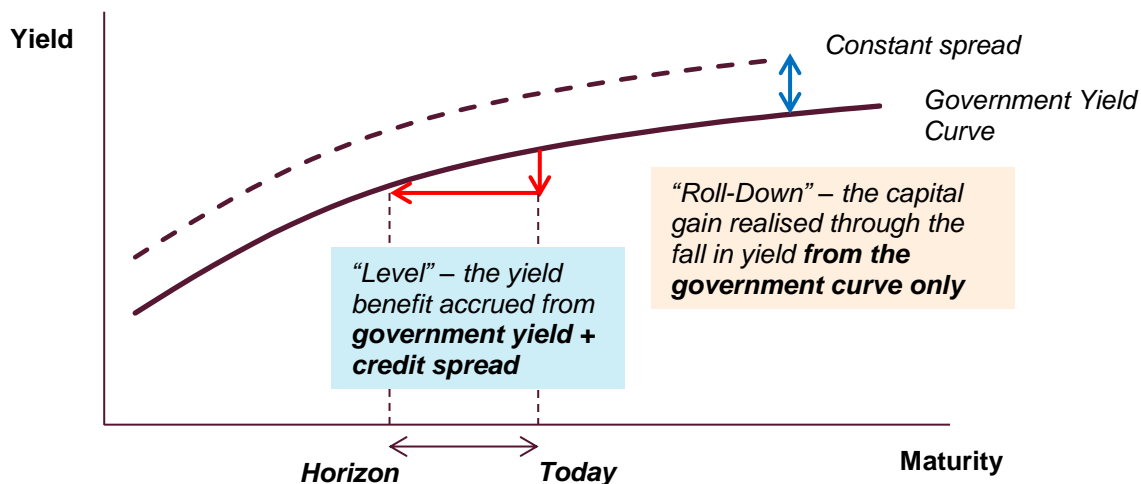 Yield
Constant spread
Government Yield
Curve
“Roll-Down” – the capital
gain realised through the
fall in yield from the
government curve only
“Level” – the yield
benefit accrued from
government yield +
credit spread
Horizon
Today
Maturity